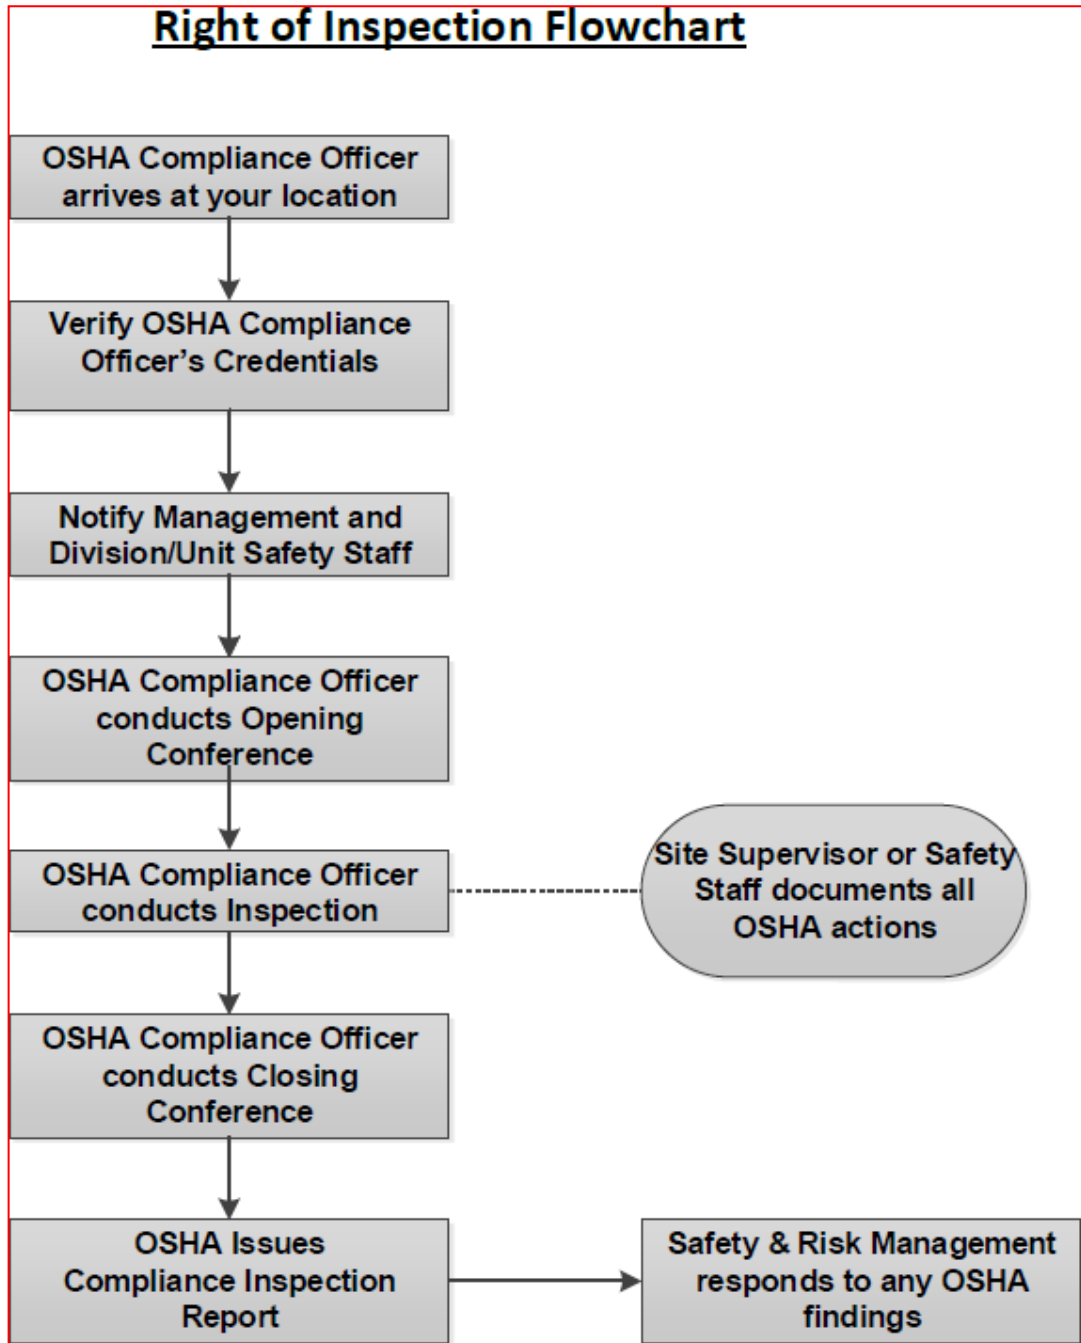 Right of Inspection Flowchart
OSHA Compliance Officer
arrives at your location
Verify OSHA Compliance
Officer’s Credentials
Notify Management and
Division/Unit Safety Staff
OSHA Compliance Officer
conducts Opening
Conference
OSHA Compliance Officer
conducts Inspection
Site Supervisor or Safety
Staff documents all
OSHA actions
OSHA Compliance Officer
conducts Closing
Conference
OSHA Issues
Compliance Inspection
Report
Safety & Risk Management
responds to any OSHA
findings